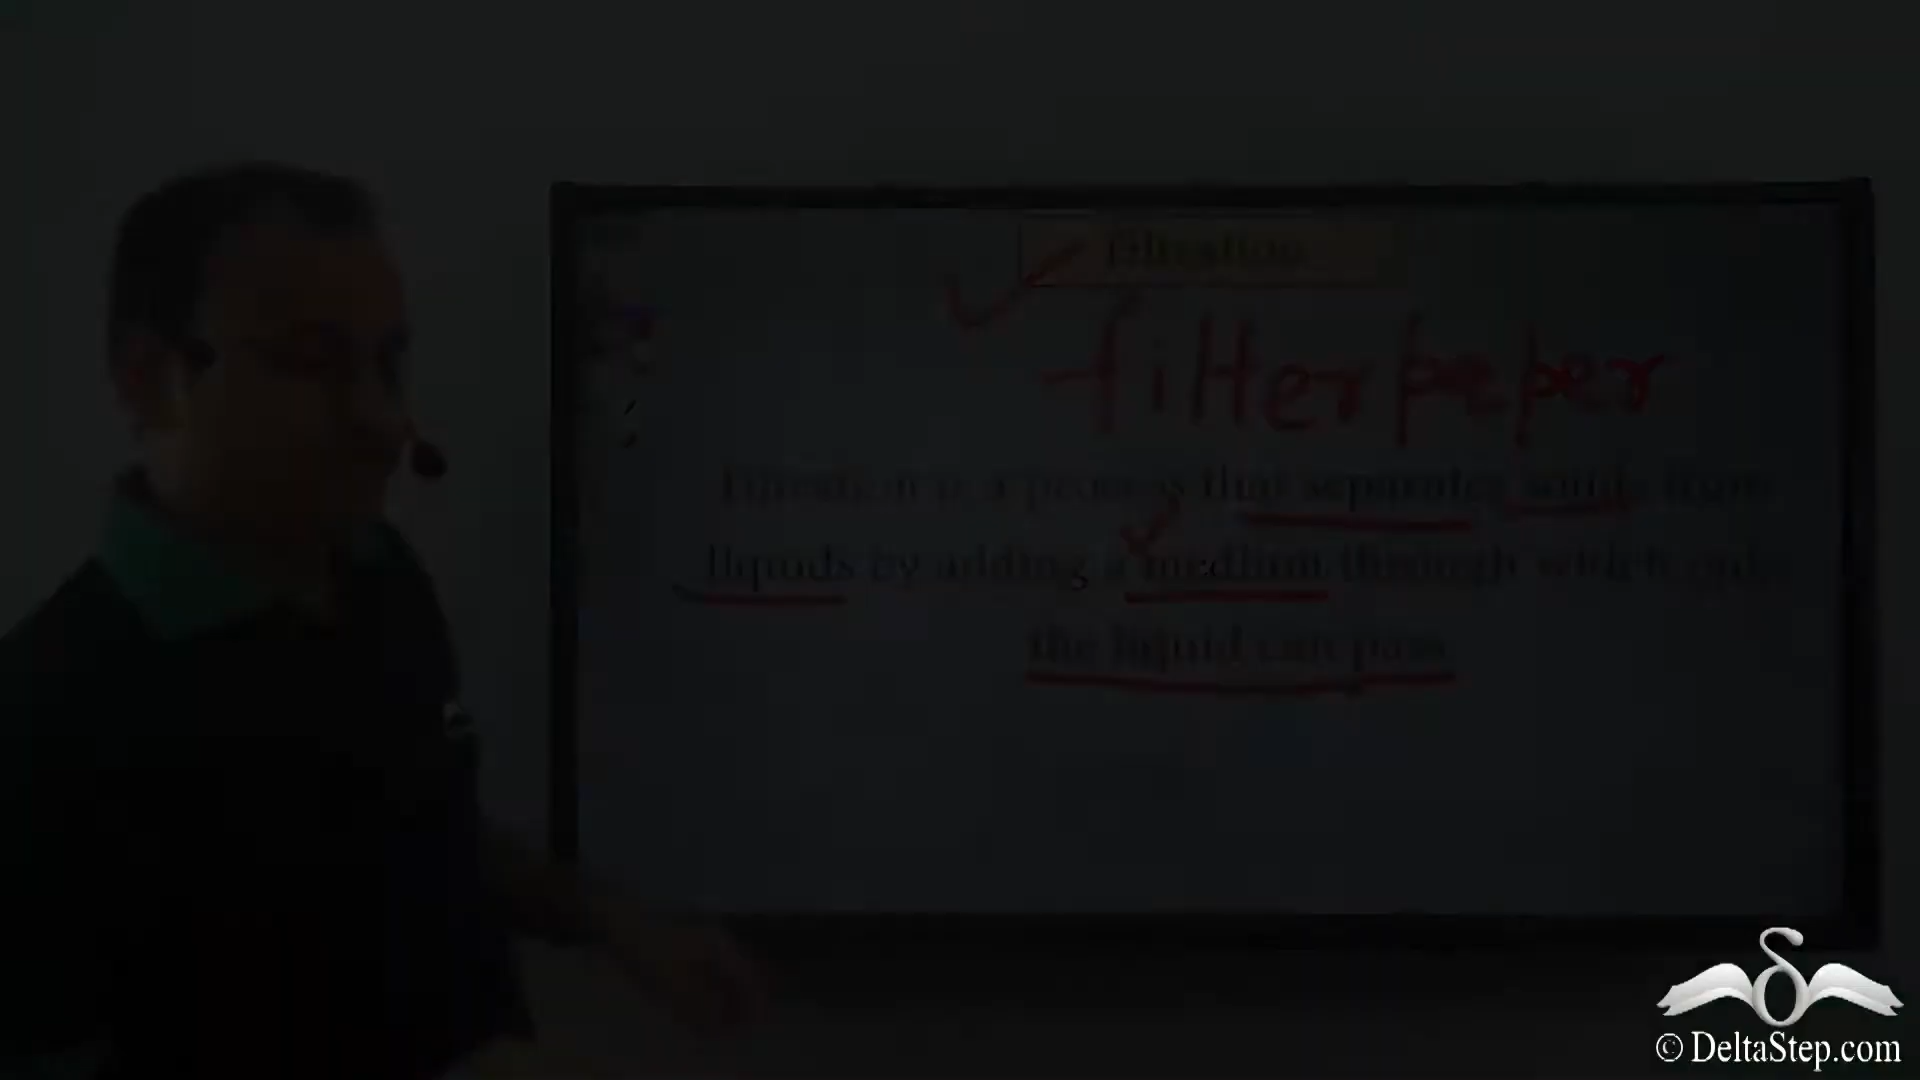 Filtration
filter paper
Filtration is a process that separates solids from
liquids by adding a medium through which only
the liquid can pass
© DeltaStep.com